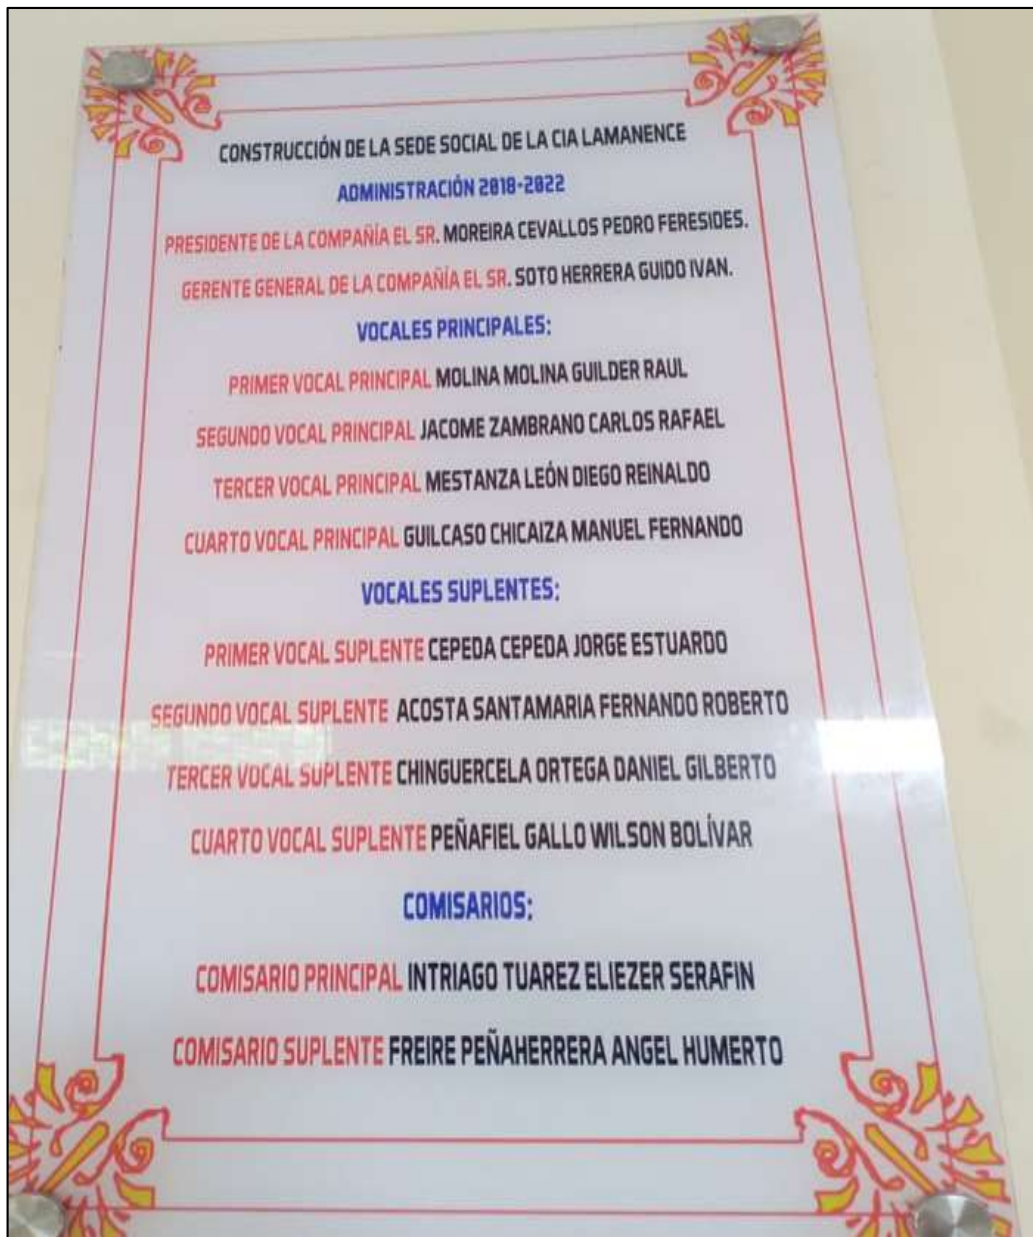 CONSTRUCCIÓN DE LA SEDE SOCIAL DE LA CIA LAMANENCE
ADMINISTRACIÓN 2018-2022
PRESIDENTE DE LA COMPAÑÍA EL SR. MOREIRA CEVALLOS PEDRO FERESIDES.
GERENTE GENERAL DE LA COMPAÑÍA EL SR. SOTO HERRERA GUIDO IVAN.
VOCALES PRINCIPALES:
PRIMER VOCAL PRINCIPAL MOLINA MOLINA GUILDER RAUL
SEGUNDO VOCAL PRINCIPAL JACOME ZAMBRANO CARLOS RAFAEL
TERCER VOCAL PRINCIPAL MESTANZA LEÓN DIEGO REINALDO
CUARTO VOCAL PRINCIPAL GUILCASO CHICAIZA MANUEL FERNANDO
VOCALES SUPLENTES:
PRIMER VOCAL SUPLENTE CEPEDA CEPEDA JORGE ESTUARDO
SEGUNDO VOCAL SUPLENTE ACOSTA SANTAMARIA FERNANDO ROBERTO
TERCER VOCAL SUPLENTE CHINGUERCELA ORTEGA DANIEL GILBERTO
CUARTO VOCAL SUPLENTE PEÑAFIEL GALLO WILSON BOLÍVAR
COMISARIOS:
COMISARIO PRINCIPAL INTRIAGO TUAREZ ELIEZER SERAFIN
COMISARIO SUPLENTE FREIRE PEÑAHERRERA ANGEL HUMERTO